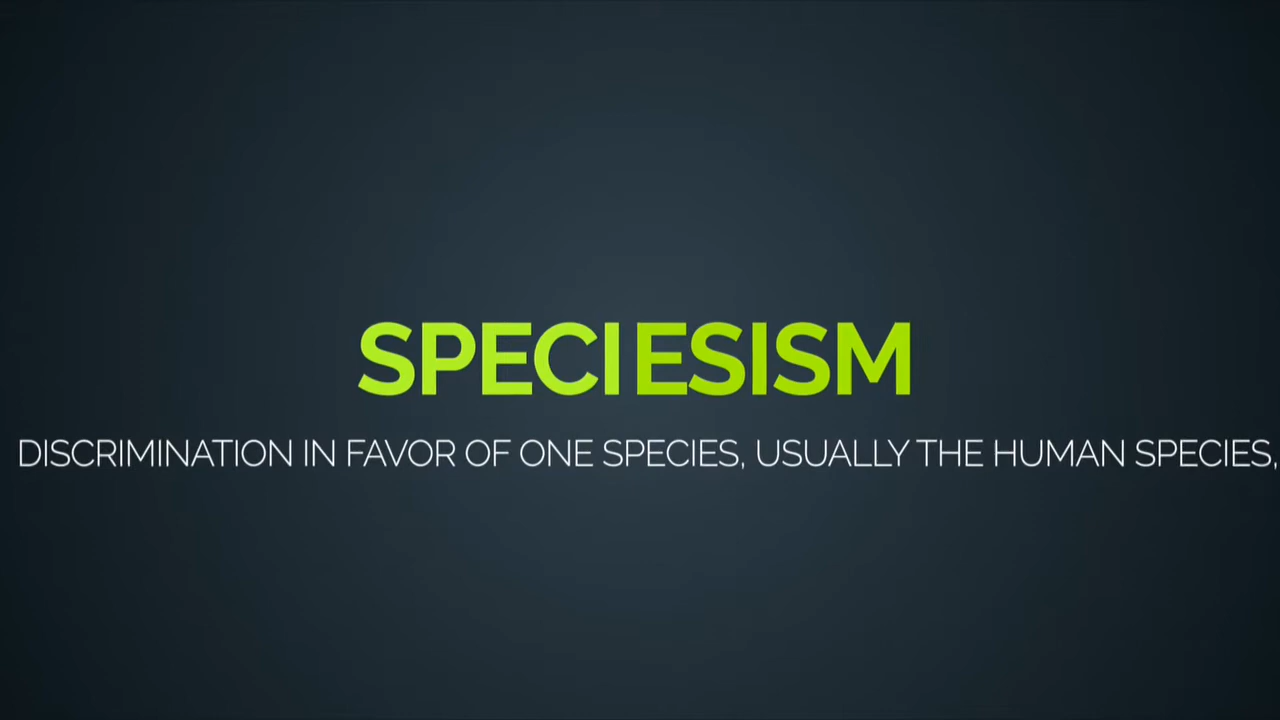 SPECIESISM
DISCRIMINATION IN FAVOR OF ONE SPECIES, USUALLY THE HUMAN SPECIES,